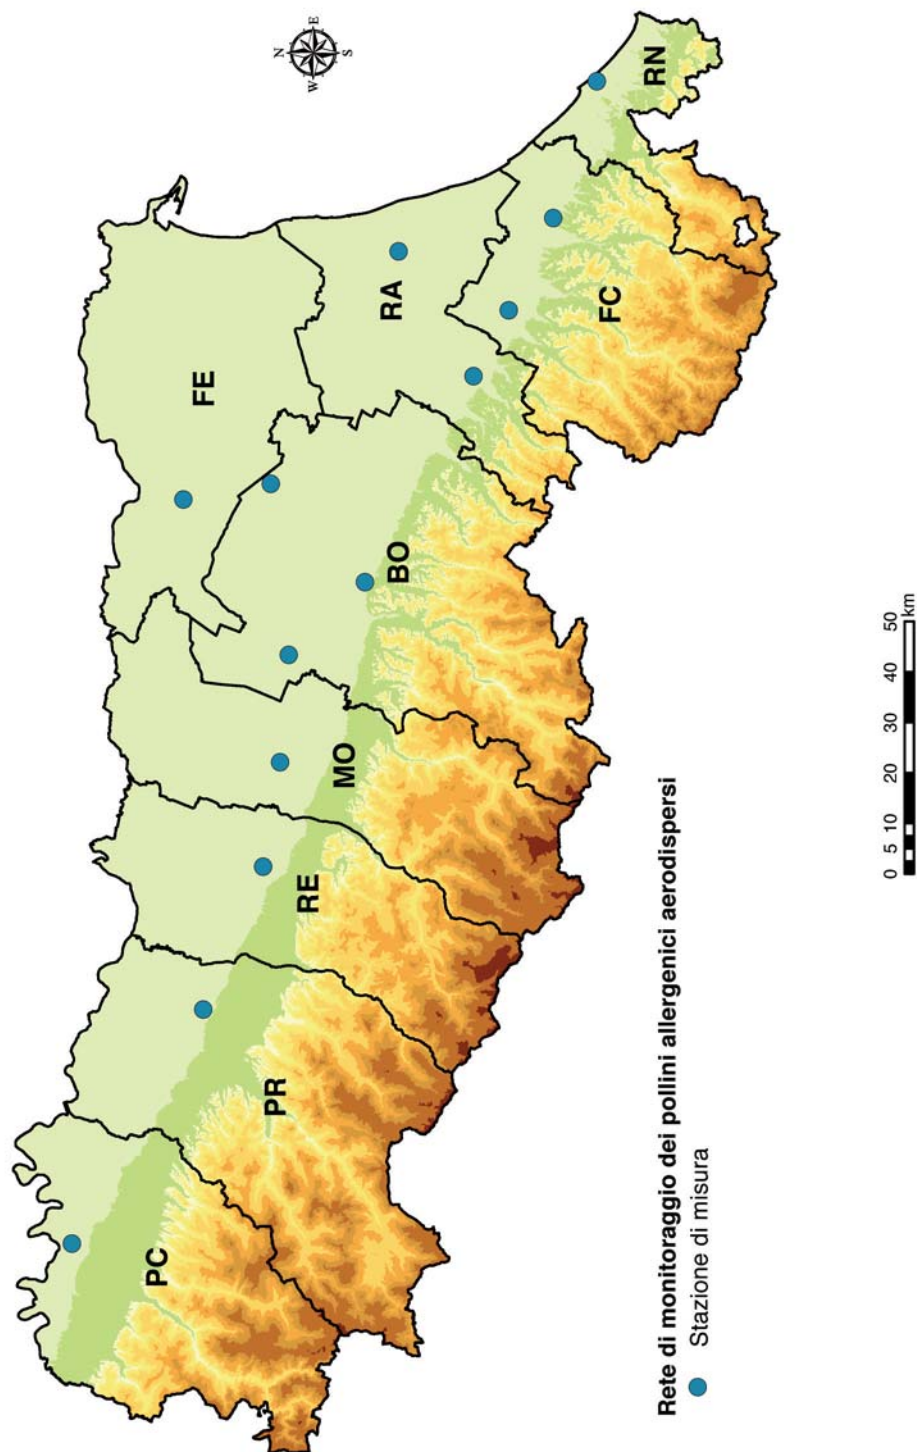 N
W
E
S
FE
RA
RN
FC
BO
MO
RE
PR
PC
Rete di monitoraggio dei pollini allergenici aerodispersi
Stazione di misura
0 5 10 20 30 40 50
km